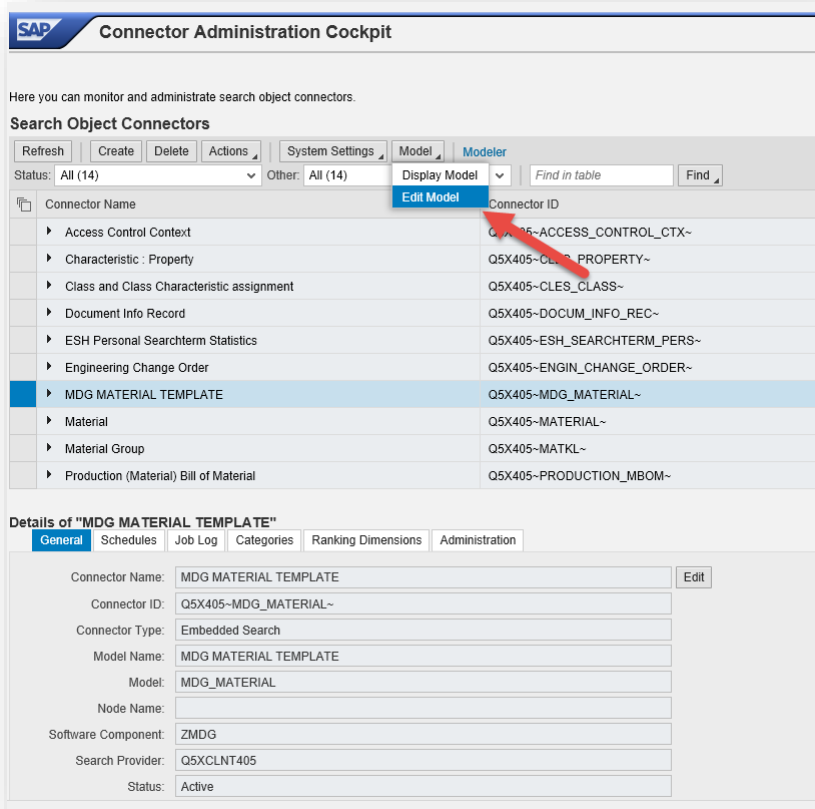 SAP Connector Administration Cockpit
Here you can monitor and administrate search object connectors.
Search Object Connectors
Refresh Create Delete Actions System Settings Model Modeler
Status: All (14) Other: All (14) Display Model Find in table Find
Edit Model
Connector Name Connector ID
Access Control Context Q5X405~ACCESS_CONTROL_CTX~
Characteristic : Property Q5X405~CLES_PROPERTY~
Class and Class Characteristic assignment Q5X405~CLES_CLASS~
Document Info Record Q5X405~DOCUM_INFO_REC~
ESH Personal Searchterm Statistics Q5X405~ESH_SEARCHTERM_PERS~
Engineering Change Order Q5X405~ENGIN_CHANGE_ORDER~
MDG MATERIAL TEMPLATE Q5X405~MDG_MATERIAL~
Material Q5X405~MATERIAL~
Material Group Q5X405~MATKL~
Production (Material) Bill of Material Q5X405~PRODUCTION_MBOM~
Details of "MDG MATERIAL TEMPLATE"
General Schedules Job Log Categories Ranking Dimensions Administration
Connector Name: MDG MATERIAL TEMPLATE Edit
Connector ID: Q5X405~MDG_MATERIAL~
Connector Type: Embedded Search
Model Name: MDG MATERIAL TEMPLATE
Model: MDG_MATERIAL
Node Name:
Software Component: ZMDG
Search Provider: Q5XCLNT405
Status: Active